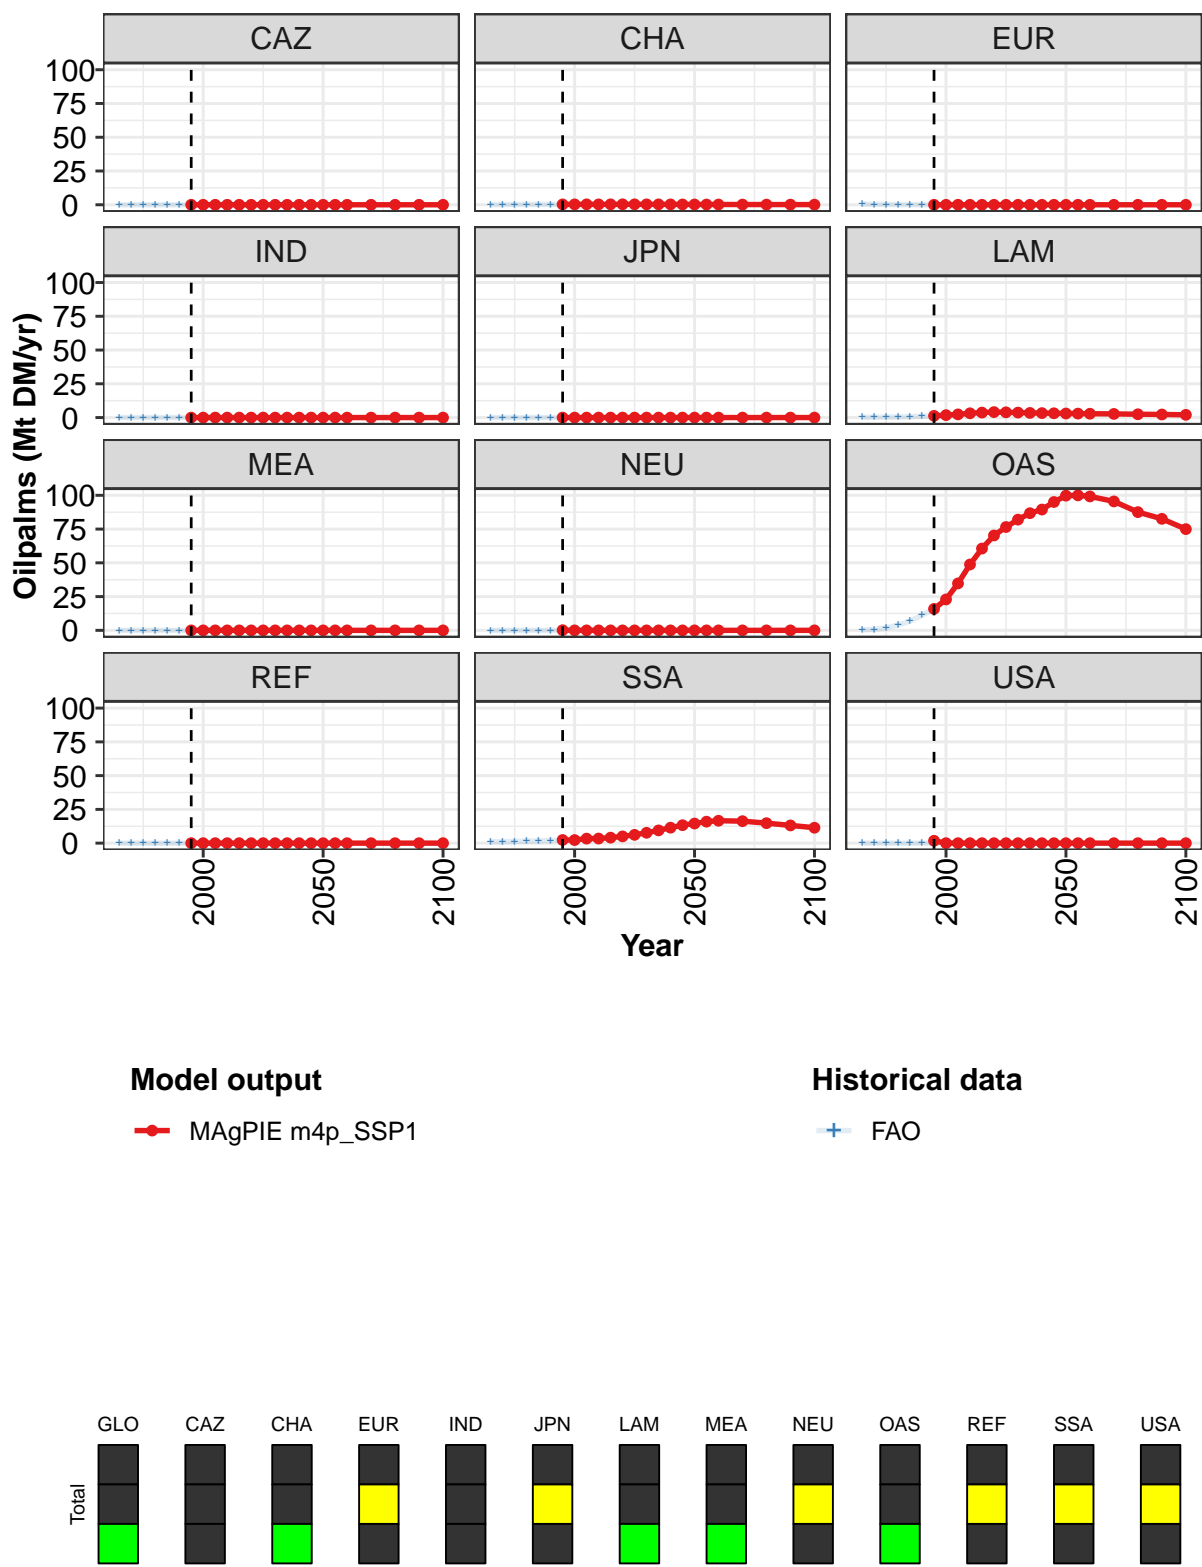 CAZ CHA EUR
100
75
50
25
0
IND JPN LAM
100
75
50
25
0
MEA NEU OAS
100
75
50
25
0
REF SSA USA
100
75
50
25
0
Oilpalms (Mt DM/yr)
2000 2050 2100 2000 2050 2100 2000 2050 2100
Year
Model output Historical data
MAgPIE m4p_SSP1 FAO
GLO CAZ CHA EUR IND JPN LAM MEA NEU OAS REF SSA USA
Total